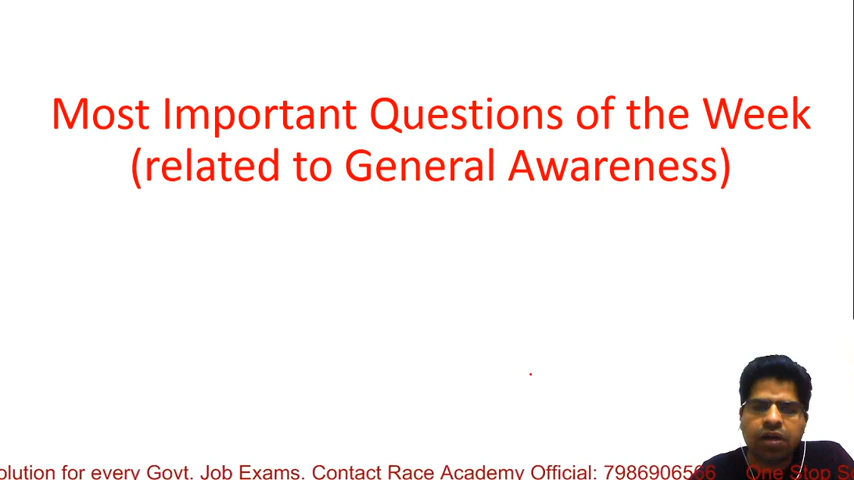 Most Important Questions of the Week
(related to General Awareness)
olution for every Govt. Job Exams. Contact Race Academy Official: 7986906566 One Stop S